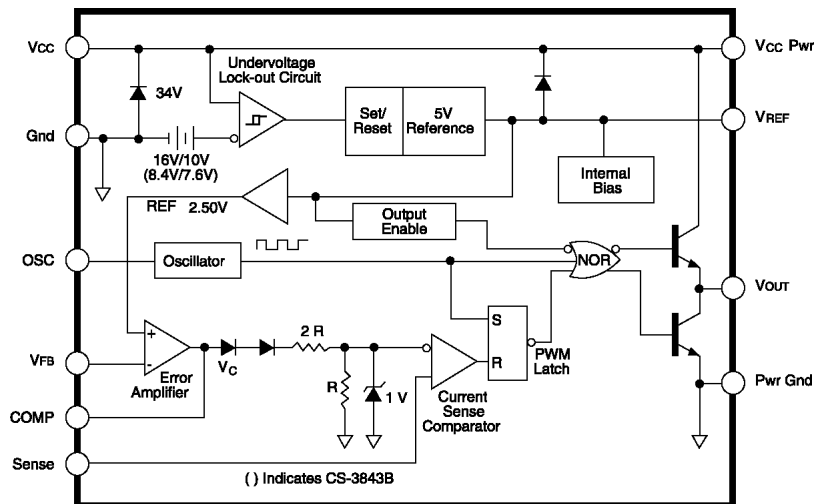 VCC
Undervoltage
Lock-out Circuit
VCC Pwr
34V
Set/
Reset
5V
Reference
VREF
Gnd
16V/10V
(8.4V/7.6V)
Internal
Bias
REF 2.50V
Output
Enable
OSC
Oscillator
NOR
VOUT
S
R
PWM
Latch
+
-
Error
Amplifier
VFB
VC
2 R
R
1 V
Current
Sense
Comparator
Pwr Gnd
COMP
Sense
( ) Indicates CS-3843B